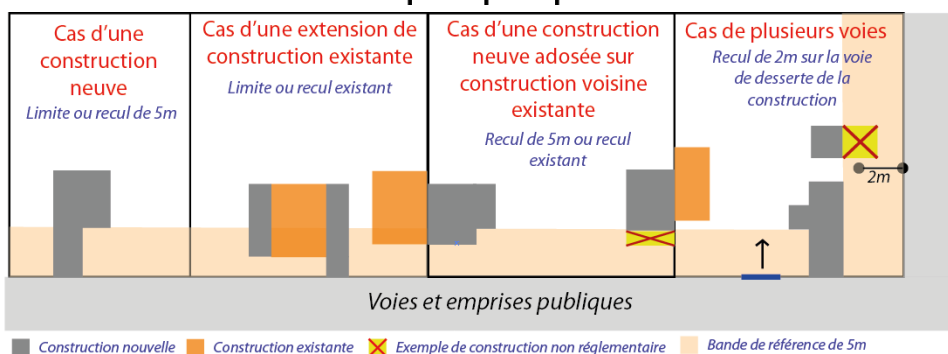 Cas d'une
construction
neuve
Limite ou recul de 5m
Cas d'une extension de
construction existante
Limite ou recul existant
Cas d'une construction
neuve adosée sur
construction voisine
existante
Recul de 5m ou recul
existant
Cas de plusieurs voies
Recul de 2m sur la voie
de desserte de la
construction
2m
Voies et emprises publiques
Construction nouvelle
Construction existante
Exemple de construction non réglementaire
Bande de référence de 5m